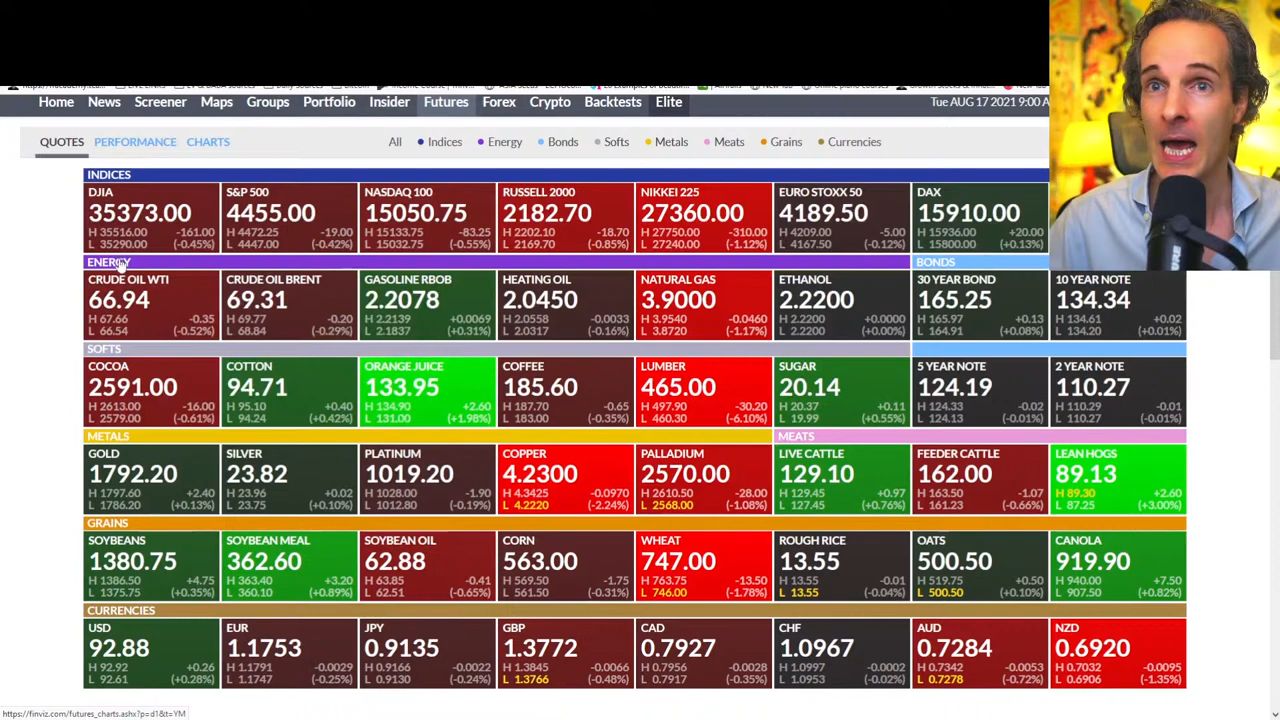 Home News Screener Maps Groups Portfolio Insider Futures Forex Crypto Backtests Elite Tue AUG 17 2021 9:00 A
QUOTES PERFORMANCE CHARTS All Indices Energy Bonds Softs Metals Meats Grains Currencies
INDICES
DJIA S&P 500 NASDAQ 100 RUSSELL 2000 NIKKEI 225 EURO STOXX 50 DAX
35373.00 4455.00 15050.75 2182.70 27360.00 4189.50 15910.00
H 35516.00 -161.00 H 4472.25 -19.00 H 15133.75 -83.25 H 2202.10 -18.70 H 27750.00 -310.00 H 4209.00 -5.00 H 15936.00 +20.00
L 35290.00 (-0.45%) L 4447.00 (-0.42%) L 15032.75 (-0.55%) L 2169.70 (-0.85%) L 27240.00 (-1.12%) L 4167.50 (-0.12%) L 15800.00 (+0.13%)
ENERGY BONDS
CRUDE OIL WTI CRUDE OIL BRENT GASOLINE RBOB HEATING OIL NATURAL GAS ETHANOL 30 YEAR BOND 10 YEAR NOTE
66.94 69.31 2.2078 2.0450 3.9000 2.2200 165.25 134.34
H 67.66 -0.35 H 69.77 -0.20 H 2.2139 +0.0069 H 2.0558 -0.0033 H 3.9540 -0.0460 H 2.2200 +0.0000 H 165.97 +0.13 H 134.61 +0.02
L 66.54 (-0.52%) L 68.84 (-0.29%) L 2.1837 (+0.31%) L 2.0317 (-0.16%) L 3.8720 (-1.17%) L 2.2200 (+0.00%) L 164.91 (+0.08%) L 134.20 (+0.01%)
SOFTS
COCOA COTTON ORANGE JUICE COFFEE LUMBER SUGAR 5 YEAR NOTE 2 YEAR NOTE
2591.00 94.71 133.95 185.60 465.00 20.14 124.19 110.27
H 2613.00 -16.00 H 95.10 +0.40 H 134.90 +2.60 H 187.70 -0.65 H 497.90 -30.20 H 20.37 +0.11 H 124.33 -0.02 H 110.29 -0.01
L 2579.00 (-0.61%) L 94.24 (+0.42%) L 131.00 (+1.98%) L 183.00 (-0.35%) L 460.30 (-6.10%) L 19.99 (+0.55%) L 124.13 (-0.01%) L 110.27 (-0.01%)
METALS MEATS
GOLD SILVER PLATINUM COPPER PALLADIUM LIVE CATTLE FEEDER CATTLE LEAN HOGS
1792.20 23.82 1019.20 4.2300 2570.00 129.10 162.00 89.13
H 1797.60 +2.40 H 23.96 +0.02 H 1028.00 -1.90 H 4.3425 -0.0970 H 2610.50 -28.00 H 129.45 +0.97 H 163.50 -1.07 H 89.30 +2.60
L 1786.20 (+0.13%) L 23.75 (+0.10%) L 1012.80 (-0.19%) L 4.2220 (-2.24%) L 2568.00 (-1.08%) L 127.45 (+0.76%) L 161.23 (-0.66%) L 87.25 (+3.00%)
GRAINS
SOYBEANS SOYBEAN MEAL SOYBEAN OIL CORN WHEAT ROUGH RICE OATS CANOLA
1380.75 362.60 62.88 563.00 747.00 13.55 500.50 919.90
H 1386.50 +4.75 H 363.40 +3.20 H 63.85 -0.41 H 569.50 -1.75 H 763.75 -13.50 H 13.55 -0.01 H 519.75 +0.50 H 940.00 +7.50
L 1375.75 (+0.35%) L 360.10 (+0.89%) L 62.51 (-0.65%) L 561.50 (-0.31%) L 746.00 (-1.78%) L 13.55 (-0.04%) L 500.50 (+0.10%) L 907.50 (+0.82%)
CURRENCIES
USD EUR JPY GBP CAD CHF AUD NZD
92.88 1.1753 0.9135 1.3772 0.7927 1.0967 0.7284 0.6920
H 92.92 +0.26 H 1.1791 -0.0029 H 0.9166 -0.0022 H 1.3845 -0.0066 H 0.7956 -0.0028 H 1.0997 -0.0002 H 0.7342 -0.0053 H 0.7032 -0.0095
L 92.61 (+0.28%) L 1.1747 (-0.25%) L 0.9130 (-0.24%) L 1.3766 (-0.48%) L 0.7917 (-0.35%) L 1.0953 (-0.02%) L 0.7278 (-0.72%) L 0.6906 (-1.35%)
https://finviz.com/futures_charts.ashx?p=d1&t=YM